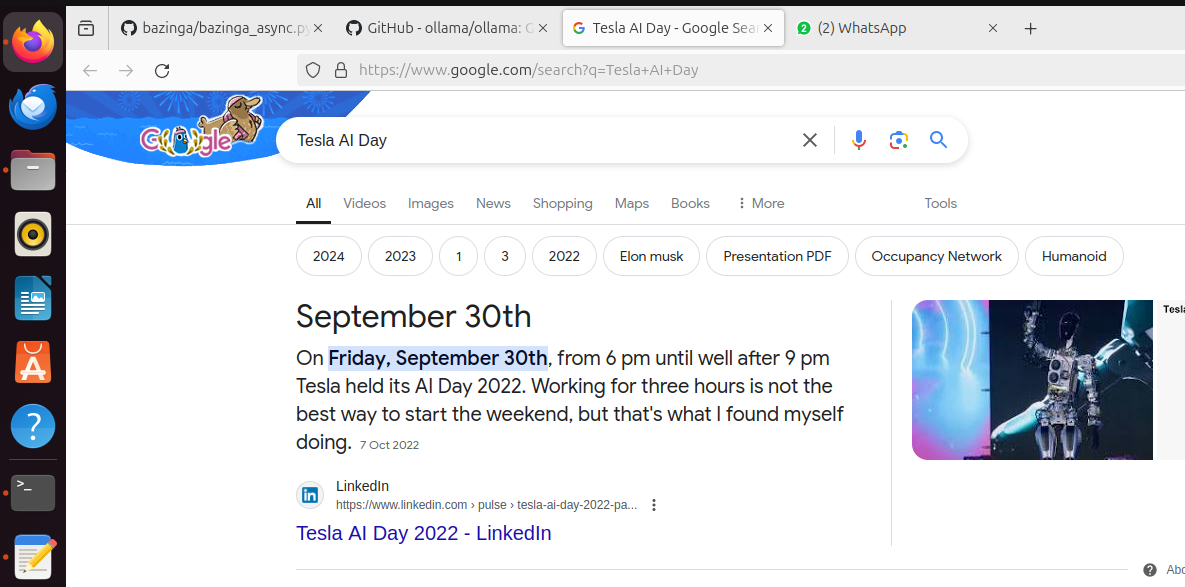 bazinga/bazinga_async.py
GitHub - ollama/ollama: G
Tesla AI Day - Google Sear
2
(2) WhatsApp
https://www.google.com/search?q=Tesla+AI+Day
Google
Tesla AI Day
All
Videos
Images
News
Shopping
Maps
Books
More
Tools
2024
2023
1
3
2022
Elon musk
Presentation PDF
Occupancy Network
Humanoid
September 30th
On Friday, September 30th, from 6 pm until well after 9 pm
Tesla held its AI Day 2022. Working for three hours is not the
best way to start the weekend, but that's what I found myself
doing. 7 Oct 2022
Tesla
LinkedIn
https://www.linkedin.com › pulse › tesla-ai-day-2022-pa...
Tesla AI Day 2022 - LinkedIn
Abo